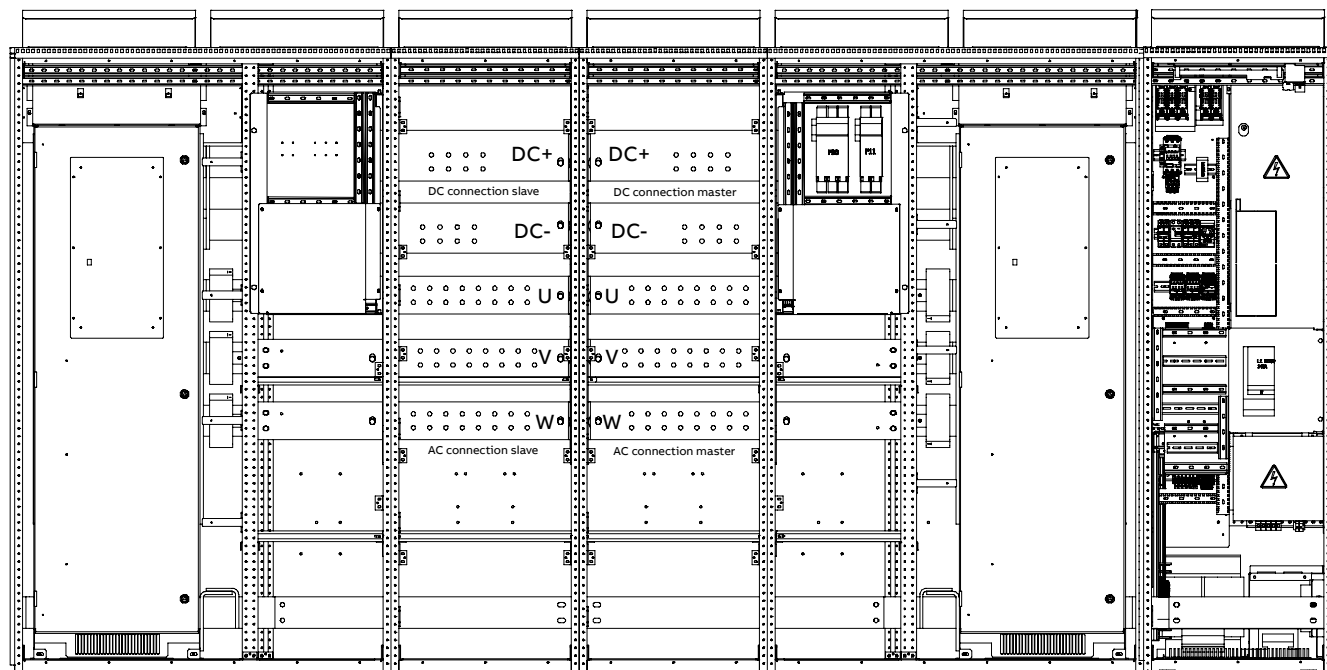 DC+
DC+
DC connection slave
DC connection master
DC-
DC-
U
U
V
V
W
W
AC connection slave
AC connection master